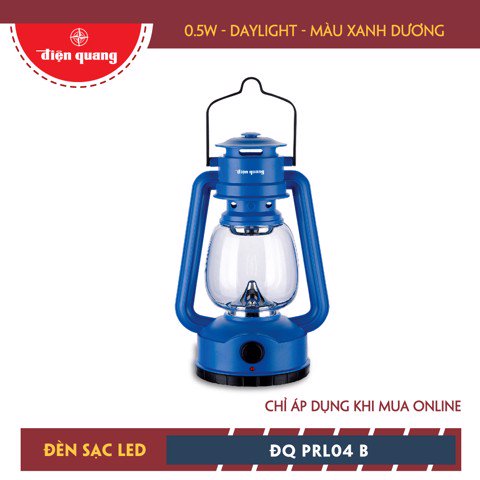 điện quang
0.5W - DAYLIGHT - MÀU XANH DƯƠNG
điện quang
CHỈ ÁP DỤNG KHI MUA ONLINE
ĐÈN SẠC LED
ĐQ PRL04 B